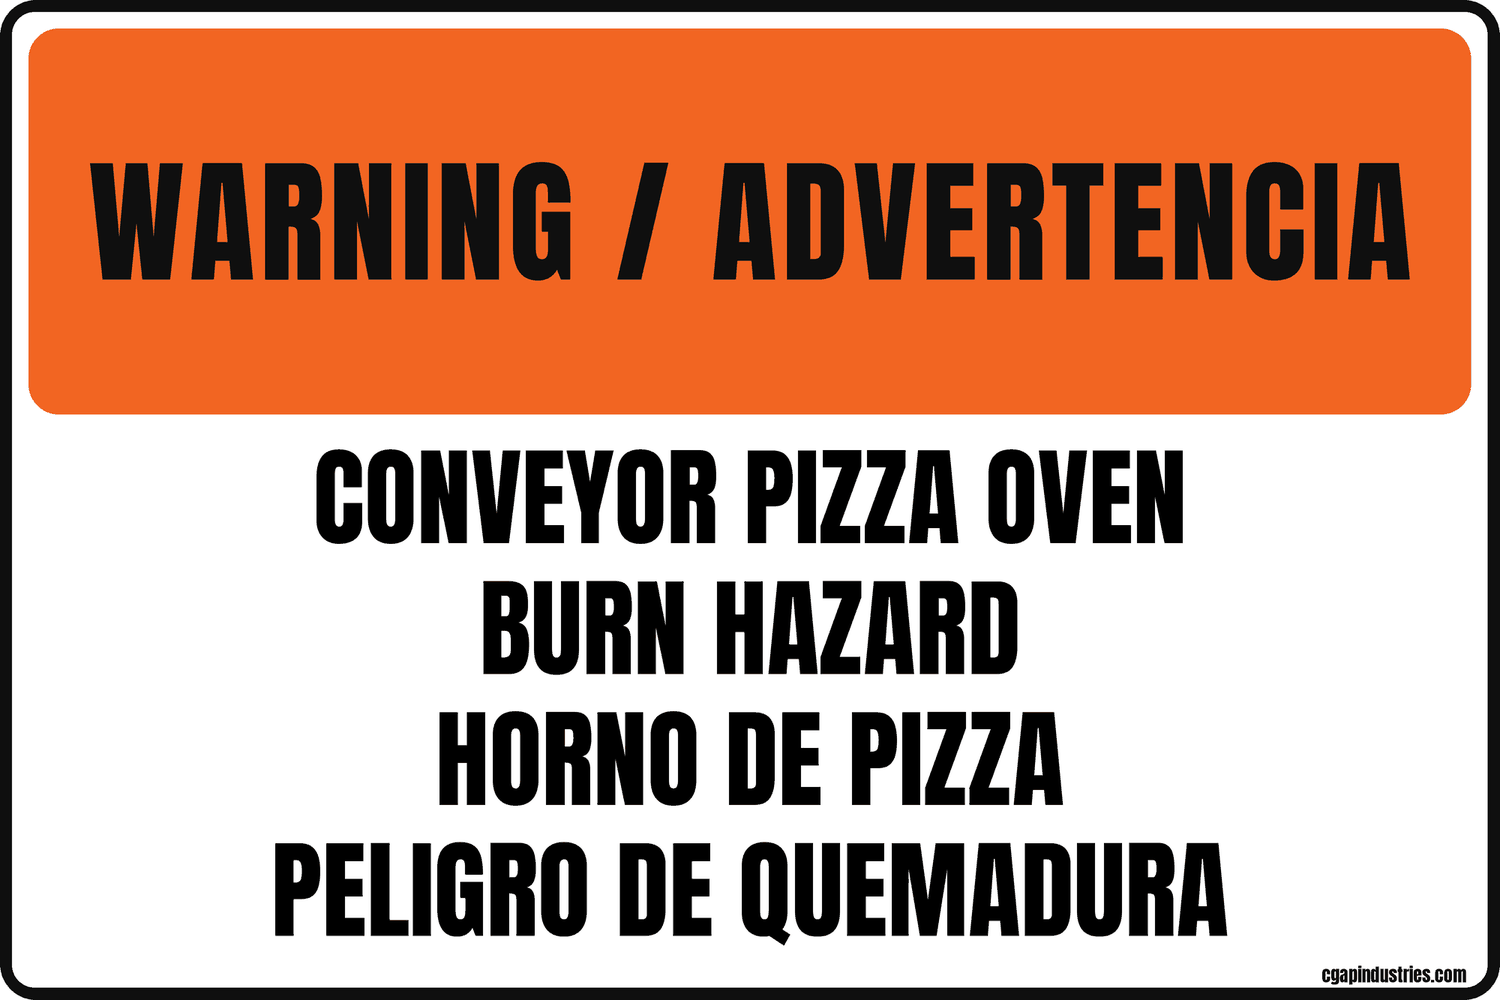 WARNING / ADVERTENCIA
CONVEYOR PIZZA OVEN
BURN HAZARD
HORNO DE PIZZA
PELIGRO DE QUEMADURA
cgapindustries.com